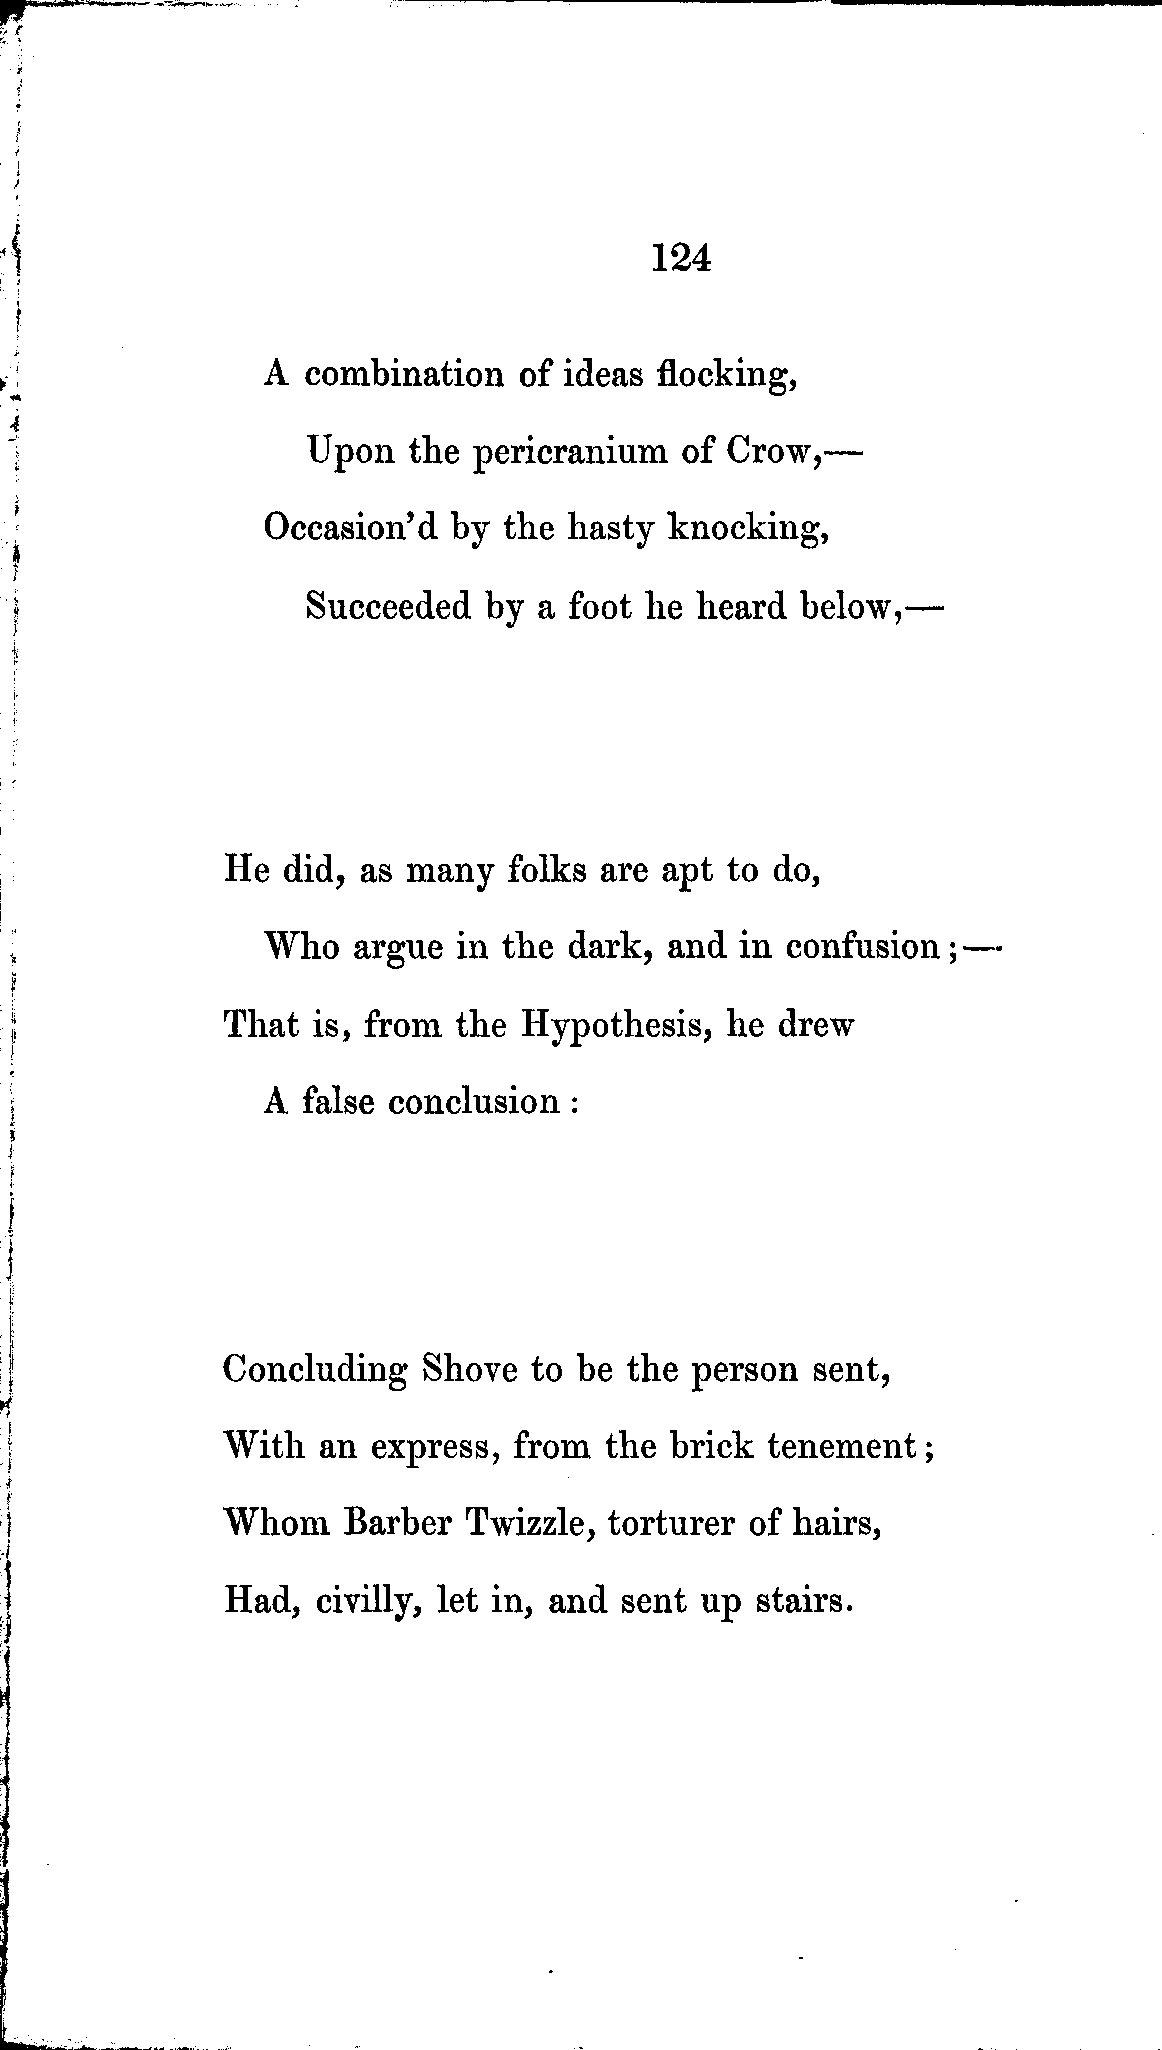 124
A combination of ideas flocking,
Upon the pericranium of Crow,—
Occasion'd by the hasty knocking,
Succeeded by a foot he heard below,—
He did, as many folks are apt to do,
Who argue in the dark, and in confusion;—
That is, from the Hypothesis, he drew
A false conclusion:
Concluding Shove to be the person sent,
With an express, from the brick tenement;
Whom Barber Twizzle, torturer of hairs,
Had, civilly, let in, and sent up stairs.